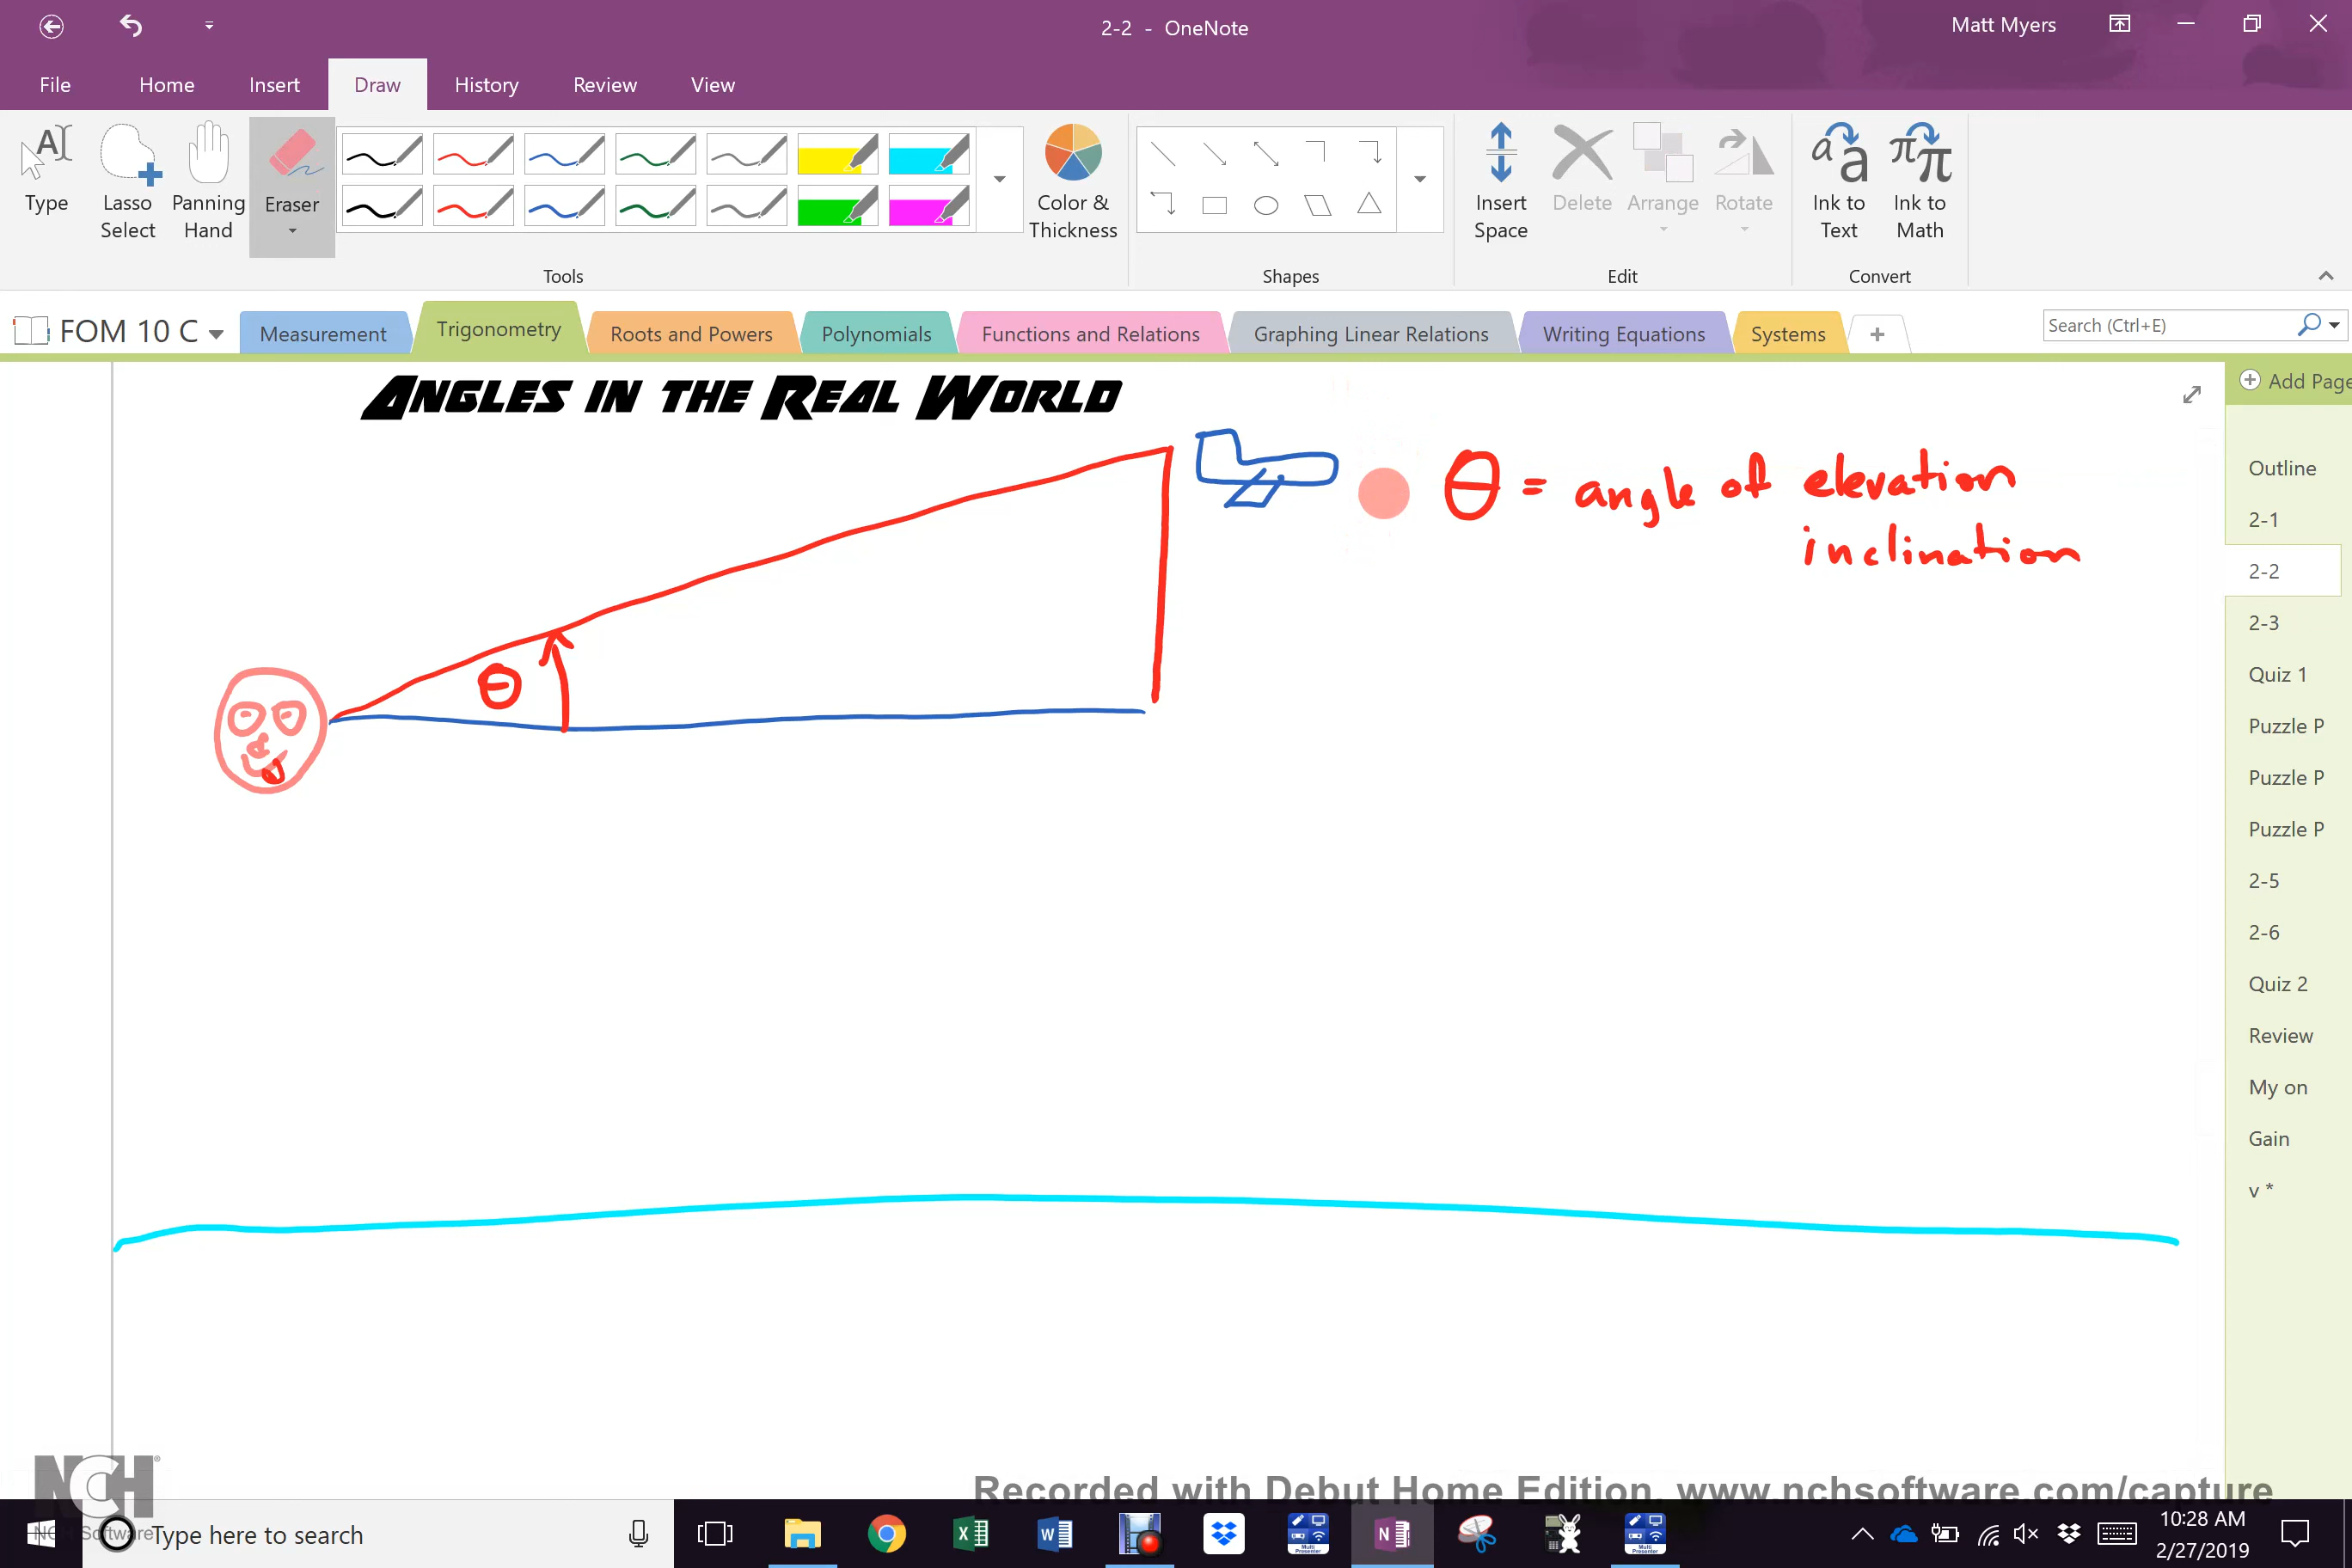 2-2 - OneNote
Matt Myers
File Home Insert Draw History Review View
Type
Lasso Select
Panning Hand
Eraser
Color & Thickness
Insert Space
Delete
Arrange
Rotate
Ink to Text
Ink to Math
Tools
Shapes
Edit
Convert
FOM 10 C
Measurement
Trigonometry
Roots and Powers
Polynomials
Functions and Relations
Graphing Linear Relations
Writing Equations
Systems
+
Search (Ctrl+E)
ANGLES IN THE REAL WORLD
θ = angle of elevation
inclination
θ
Add Page
Outline
2-1
2-2
2-3
Quiz 1
Puzzle P
Puzzle P
Puzzle P
2-5
2-6
Quiz 2
Review
My on
Gain
v *
NCH
NCH Software
Recorded with Debut Home Edition. www.nchsoftware.com/capture
Type here to search
10:28 AM
2/27/2019